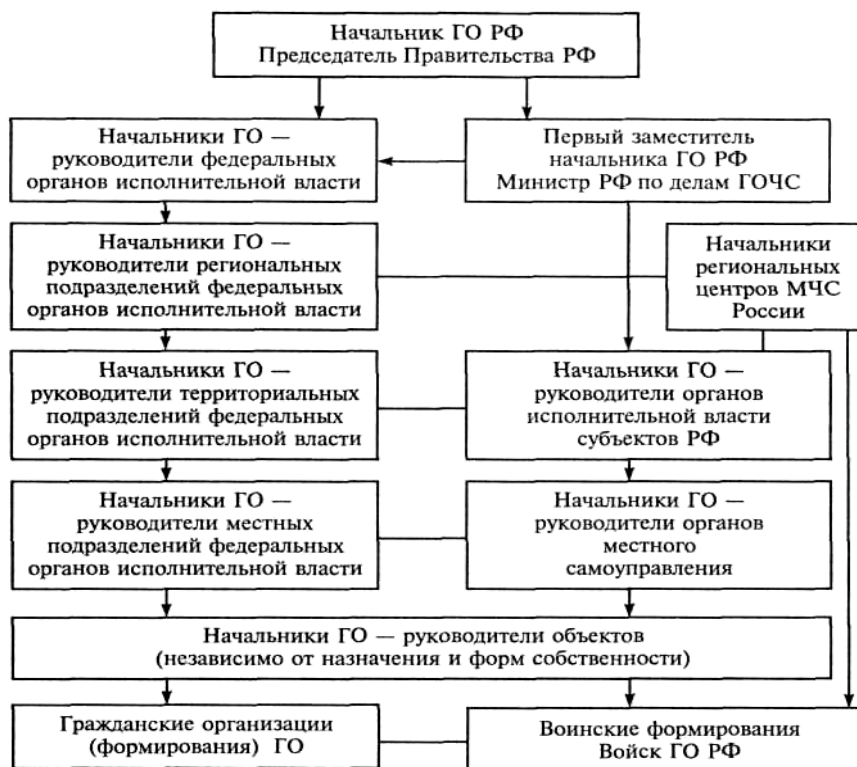 Начальник ГО РФ
Председатель Правительства РФ
Начальники ГО —
руководители федеральных
органов исполнительной власти
Первый заместитель
начальника ГО РФ
Министр РФ по делам ГОЧС
Начальники ГО —
руководители региональных
подразделений федеральных
органов исполнительной власти
Начальники
региональных
центров МЧС
России
Начальники ГО —
руководители территориальных
подразделений федеральных
органов исполнительной власти
Начальники ГО —
руководители органов
исполнительной власти
субъектов РФ
Начальники ГО —
руководители местных
подразделений федеральных
органов исполнительной власти
Начальники ГО —
руководители органов
местного
самоуправления
Начальники ГО — руководители объектов
(независимо от назначения и форм собственности)
Гражданские организации
(формирования) ГО
Воинские формирования
Войск ГО РФ